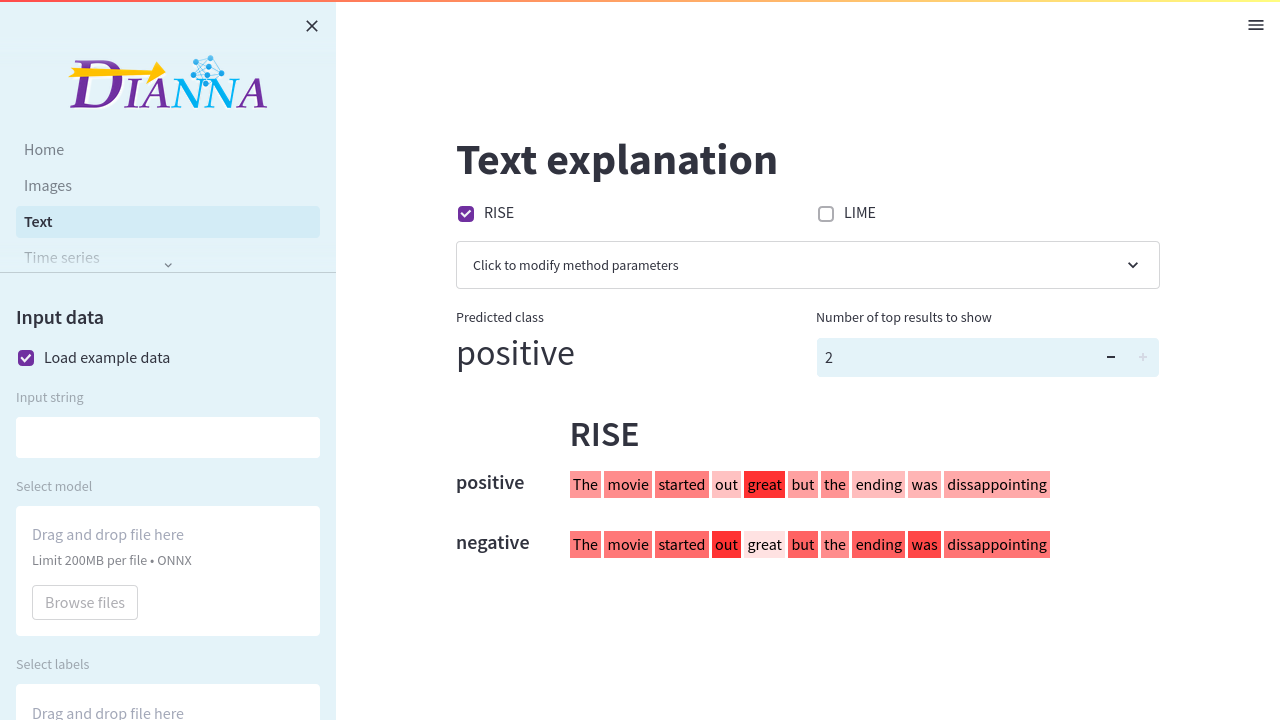 DIANNA
Home
Images
Text
Time series
Input data
Load example data
Input string
Select model
Drag and drop file here
Limit 200MB per file • ONNX
Browse files
Select labels
Drag and drop file here
Text explanation
RISE
LIME
Click to modify method parameters
Predicted class
positive
Number of top results to show
2
RISE
positive The movie started out great but the ending was dissappointing
negative The movie started out great but the ending was dissappointing